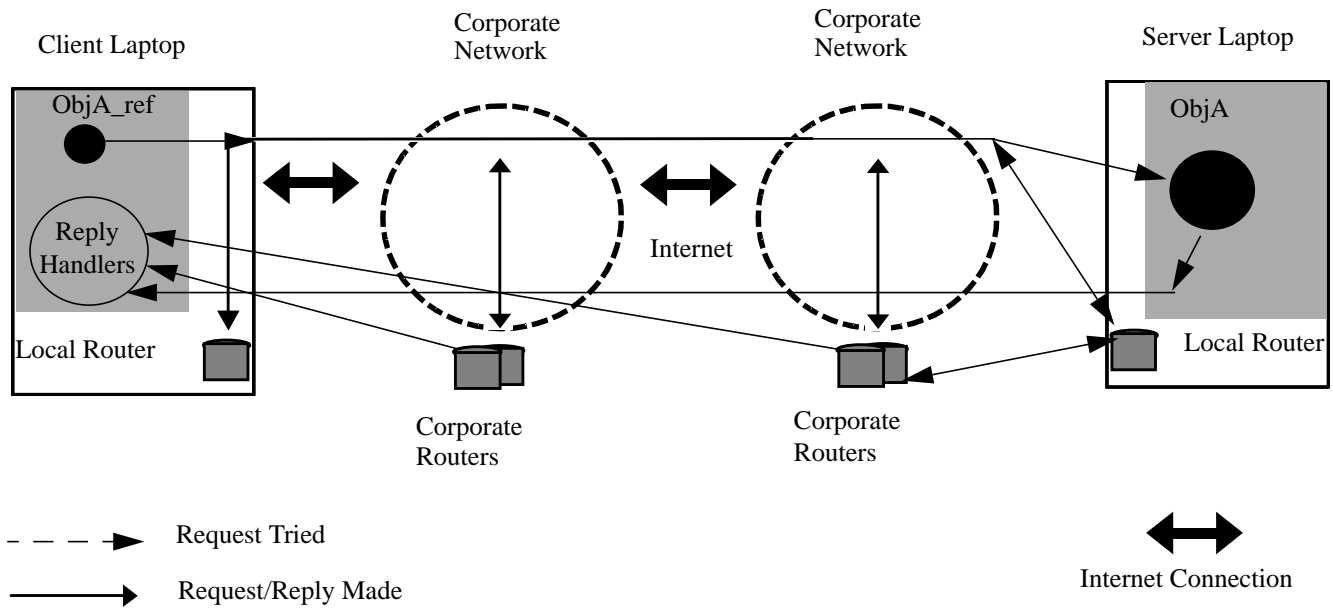 Client Laptop
Corporate
Network
Corporate
Network
Server Laptop
ObjA_ref
ObjA
Reply
Handlers
Internet
Local Router
Local Router
Corporate
Routers
Corporate
Routers
Request Tried
Request/Reply Made
Internet Connection